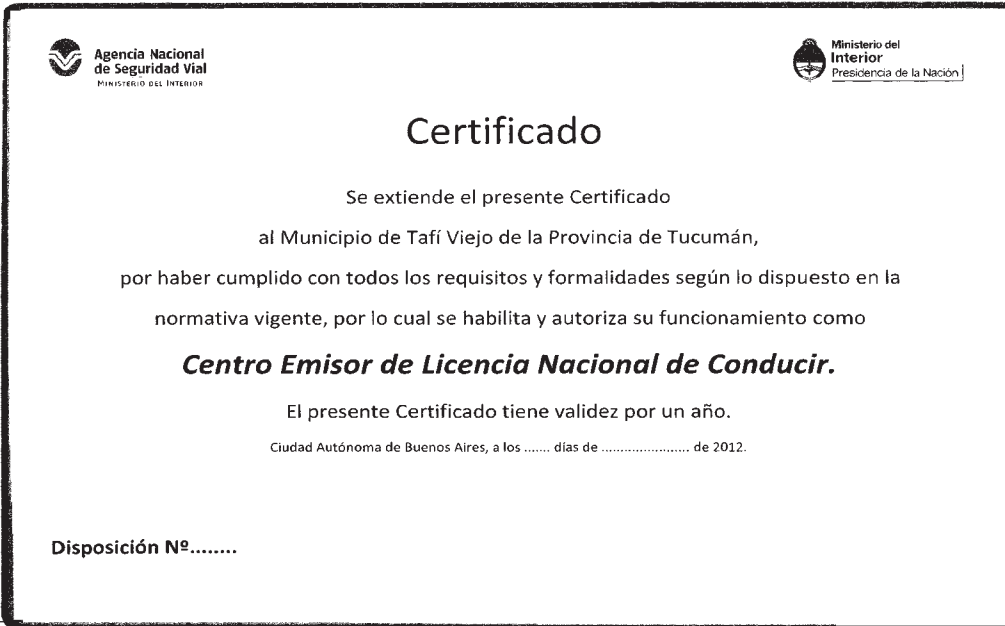 Agencia Nacional
de Seguridad Vial
MINISTERIO DEL INTERIOR
Ministerio del
Interior
Presidencia de la Nación
Certificado
Se extiende el presente Certificado
al Municipio de Tafí Viejo de la Provincia de Tucumán,
por haber cumplido con todos los requisitos y formalidades según lo dispuesto en la
normativa vigente, por lo cual se habilita y autoriza su funcionamiento como
Centro Emisor de Licencia Nacional de Conducir.
El presente Certificado tiene validez por un año.
Ciudad Autónoma de Buenos Aires, a los ....... días de ....................... de 2012.
Disposición Nº........